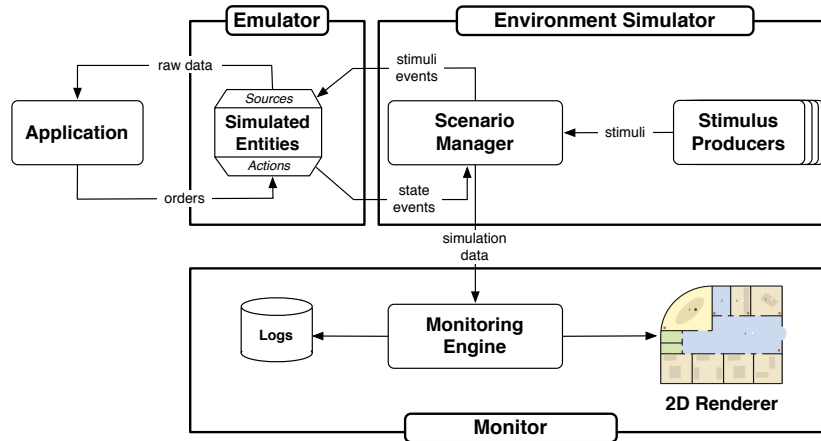 Emulator
Environment Simulator
raw data
stimuli
events
Sources
Application
Simulated
Entities
Scenario
Manager
stimuli
Stimulus
Producers
Actions
orders
state
events
simulation
data
Logs
Monitoring
Engine
2D Renderer
Monitor